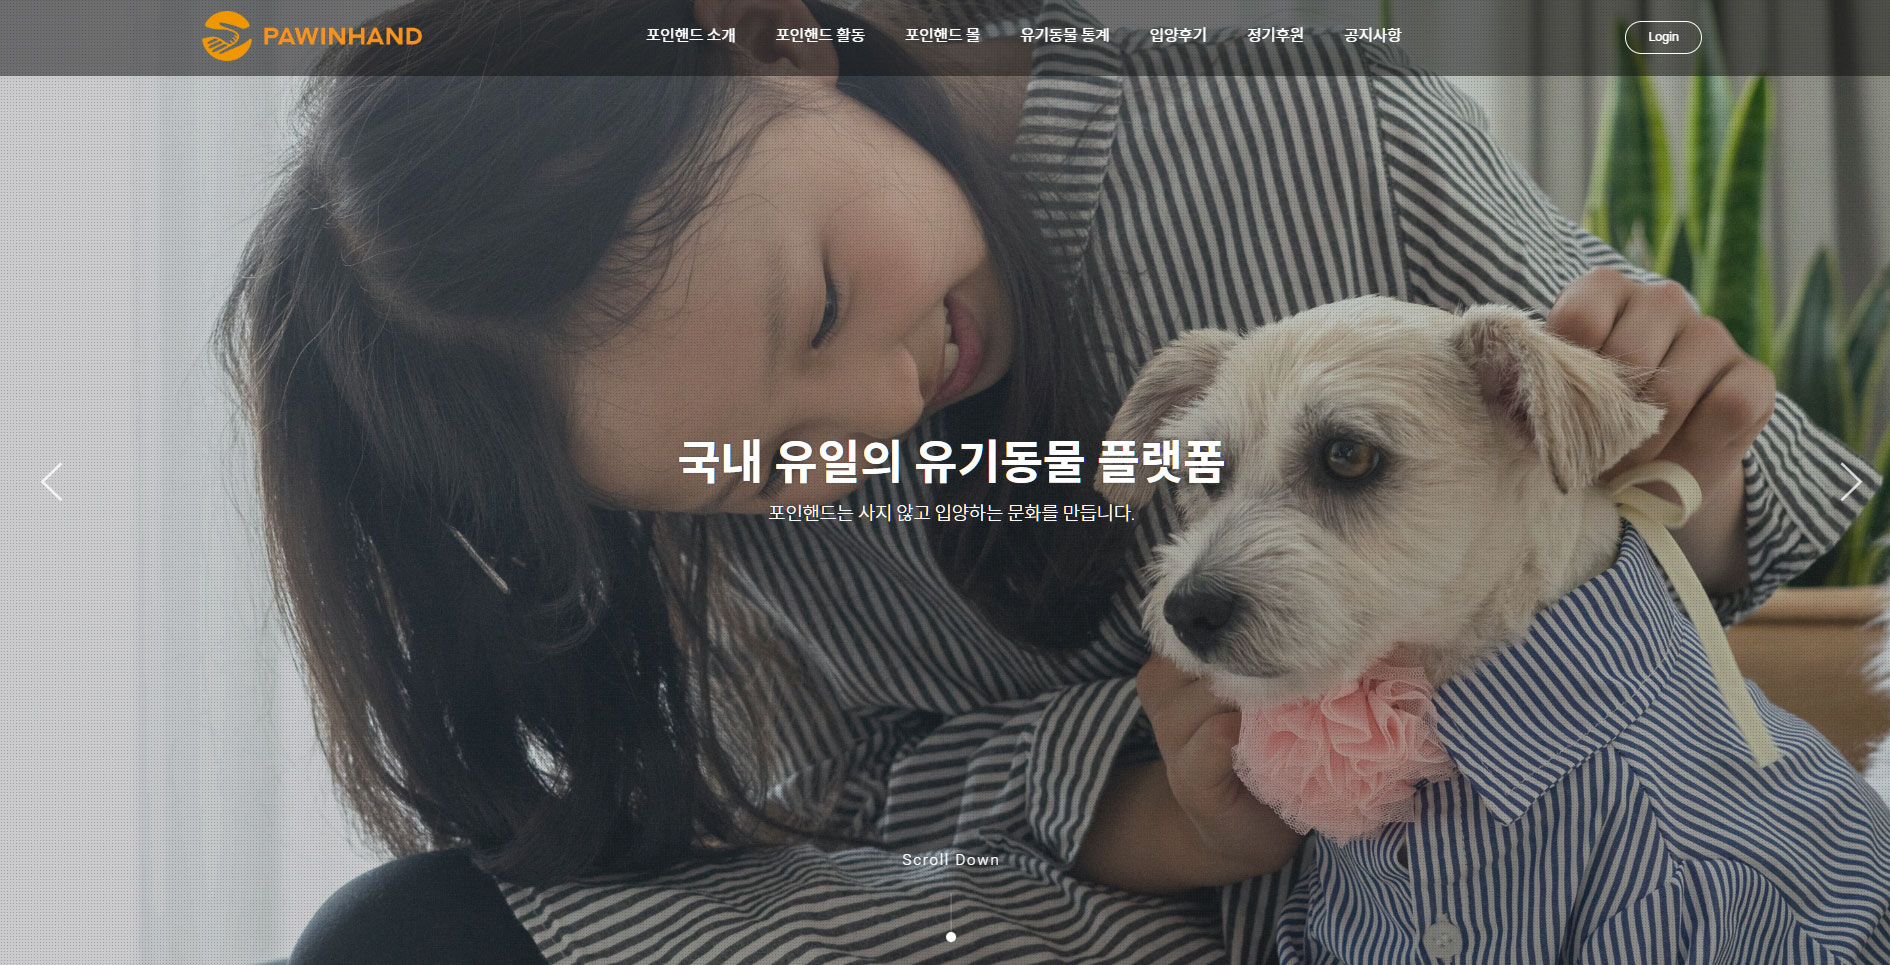 PAWINHAND
포인핸드 소개
포인핸드 활동
포인핸드 몰
유기동물 통계
입양후기
정기후원
공지사항
Login
국내 유일의 유기동물 플랫폼
포인핸드는 사지 않고 입양하는 문화를 만듭니다.
Scroll Down